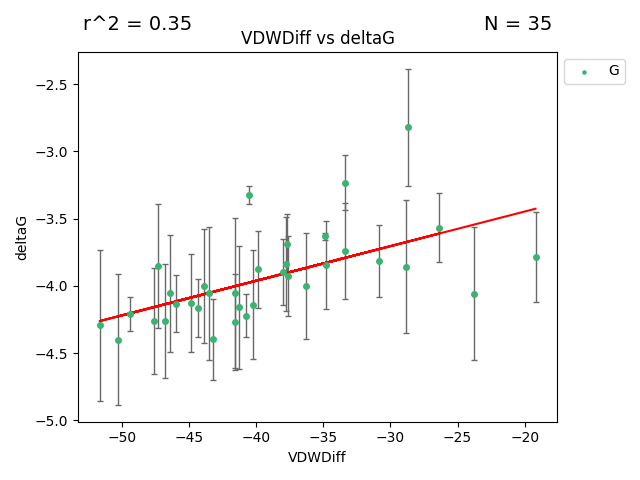 r^2 = 0.35
N = 35
VDWDiff vs deltaG
G
−2.5
−3.0
−3.5
−4.0
−4.5
−5.0
deltaG
−50
−45
−40
−35
−30
−25
−20
VDWDiff